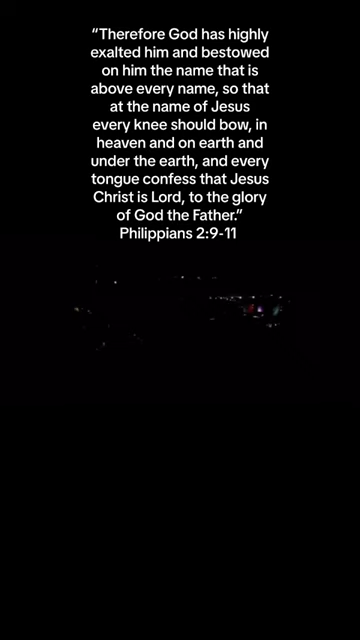 “Therefore God has highly
exalted him and bestowed
on him the name that is
above every name, so that
at the name of Jesus
every knee should bow, in
heaven and on earth and
under the earth, and every
tongue confess that Jesus
Christ is Lord, to the glory
of God the Father.”
Philippians 2:9-11